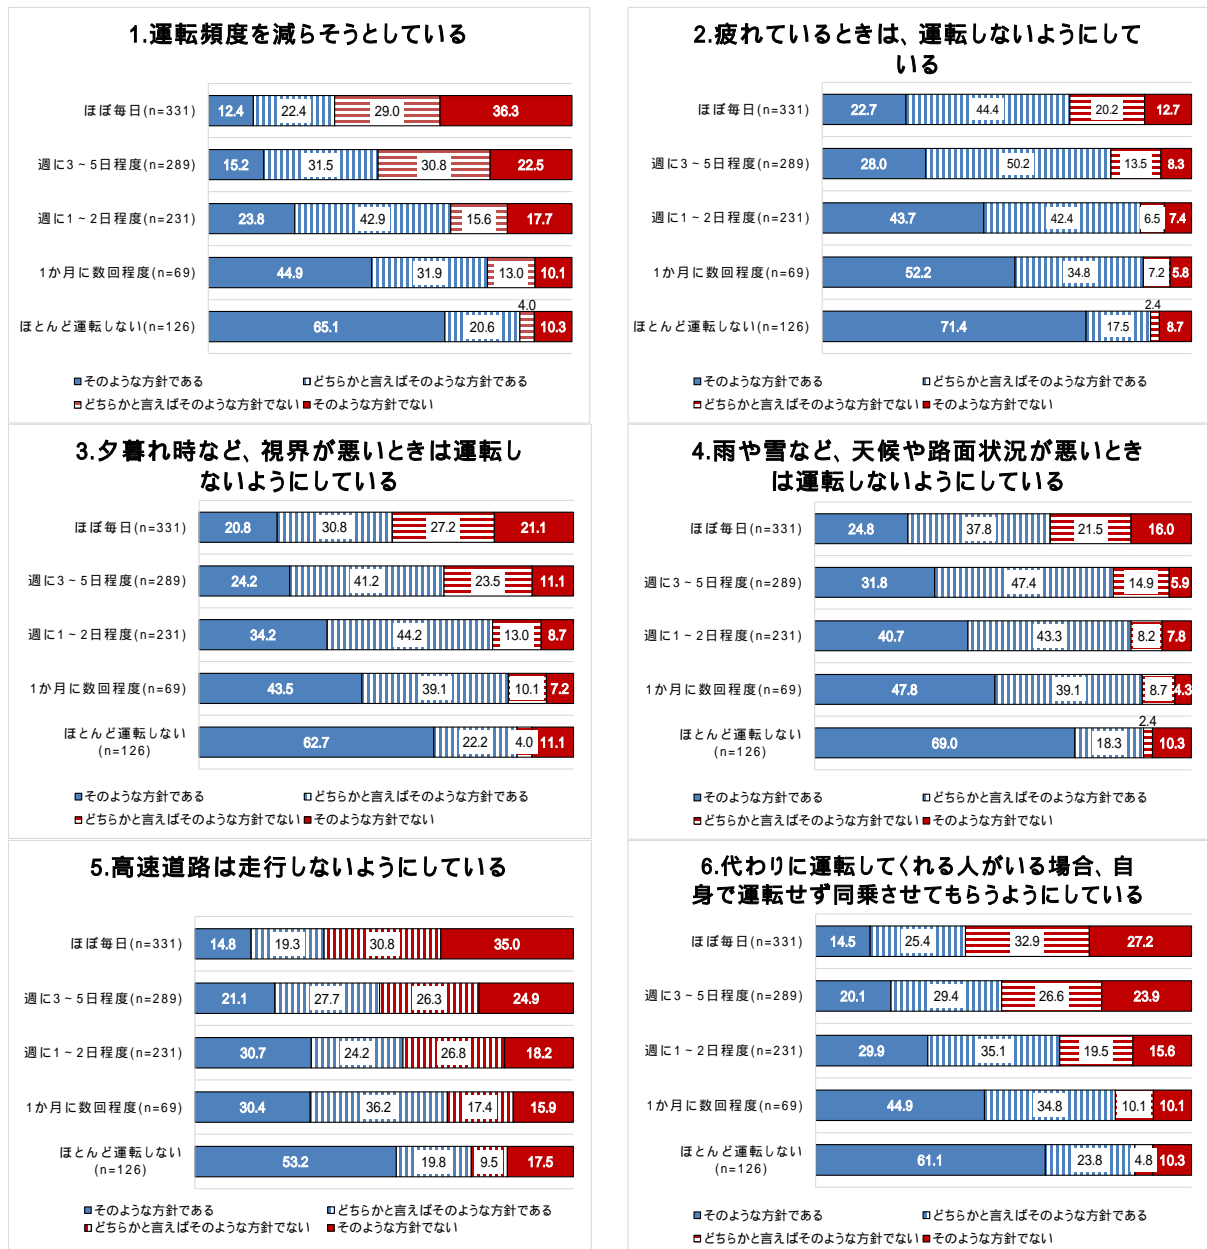 1.運転頻度を減らそうとしている
ほぼ毎日(n=331) 12.4 22.4 29.0 36.3
週に3~5日程度(n=289) 15.2 31.5 30.8 22.5
週に1~2日程度(n=231) 23.8 42.9 15.6 17.7
1か月に数回程度(n=69) 44.9 31.9 13.0 10.1
4.0
ほとんど運転しない(n=126) 65.1 20.6 10.3
■そのような方針である ■どちらかと言えばそのような方針である
■どちらかと言えばそのような方針でない ■そのような方針でない
2.疲れているときは、運転しないようにして
いる
ほぼ毎日(n=331) 22.7 44.4 20.2 12.7
週に3~5日程度(n=289) 28.0 50.2 13.5 8.3
週に1~2日程度(n=231) 43.7 42.4 6.5 7.4
1か月に数回程度(n=69) 52.2 34.8 7.2 5.8
2.4
ほとんど運転しない(n=126) 71.4 17.5 8.7
■そのような方針である ■どちらかと言えばそのような方針である
■どちらかと言えばそのような方針でない ■そのような方針でない
3.夕暮れ時など、視界が悪いときは運転し
ないようにしている
ほぼ毎日(n=331) 20.8 30.8 27.2 21.1
週に3~5日程度(n=289) 24.2 41.2 23.5 11.1
週に1~2日程度(n=231) 34.2 44.2 13.0 8.7
1か月に数回程度(n=69) 43.5 39.1 10.1 7.2
ほとんど運転しない
(n=126) 62.7 22.2 4.0 11.1
■そのような方針である ■どちらかと言えばそのような方針である
■どちらかと言えばそのような方針でない ■そのような方針でない
4.雨や雪など、天候や路面状況が悪いとき
は運転しないようにしている
ほぼ毎日(n=331) 24.8 37.8 21.5 16.0
週に3~5日程度(n=289) 31.8 47.4 14.9 5.9
週に1~2日程度(n=231) 40.7 43.3 8.2 7.8
1か月に数回程度(n=69) 47.8 39.1 8.7 4.3
2.4
ほとんど運転しない
(n=126) 69.0 18.3 10.3
■そのような方針である ■どちらかと言えばそのような方針である
■どちらかと言えばそのような方針でない ■そのような方針でない
5.高速道路は走行しないようにしている
ほぼ毎日(n=331) 14.8 19.3 30.8 35.0
週に3~5日程度(n=289) 21.1 27.7 26.3 24.9
週に1~2日程度(n=231) 30.7 24.2 26.8 18.2
1か月に数回程度(n=69) 30.4 36.2 17.4 15.9
ほとんど運転しない
(n=126) 53.2 19.8 9.5 17.5
■そのような方針である ■どちらかと言えばそのような方針である
■どちらかと言えばそのような方針でない ■そのような方針でない
6.代わりに運転してくれる人がいる場合、自
身で運転せず同乗させてもらうようにしている
ほぼ毎日(n=331) 14.5 25.4 32.9 27.2
週に3~5日程度(n=289) 20.1 29.4 26.6 23.9
週に1~2日程度(n=231) 29.9 35.1 19.5 15.6
1か月に数回程度(n=69) 44.9 34.8 10.1 10.1
ほとんど運転しない
(n=126) 61.1 23.8 4.8 10.3
■そのような方針である ■どちらかと言えばそのような方針である
■どちらかと言えばそのような方針でない ■そのような方針でない